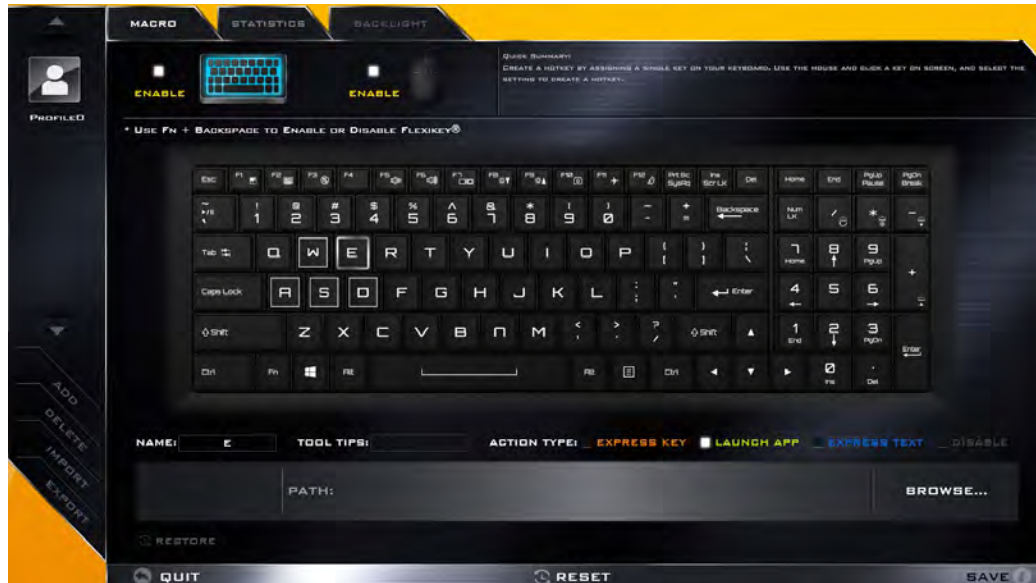 MACRO STATISTICS BACKLIGHT
QUICK SUMMARY:
CREATE A HOTKEY BY ASSIGNING A SINGLE KEY ON YOUR KEYBOARD. USE THE MOUSE AND CLICK A KEY ON SCREEN, AND SELECT THE
SETTING TO CREATE A HOTKEY.
ENABLE ENABLE
PROFILE0
* USE FN + BACKSPACE TO ENABLE OR DISABLE FLEXIKEY®
Esc F1 F2 F3 F4 F5 F6 F7 F8 F9 F10 F11 F12 Prt Sc SysRq Ins Scr Lk Del Home End PgUp Pause PgDn Break
! 1 @ 2 # 3 $ 4 % 5 ^ 6 & 7 * 8 ( 9 ) 0 _ - + = Backspace Num LK / * -
Tab Q W E R T Y U I O P { [ } ] | \ 7 Home 8 9 PgUp +
Caps Lock A S D F G H J K L : ; " ' Enter 4 5 6
Shift Z X C V B N M < , > . ? / Shift 1 End 2 3 PgDn Enter
Ctrl Fn Alt Alt Ctrl 0 Ins . Del
ADD
DELETE
IMPORT
EXPORT
NAME: E TOOL TIPS: ACTION TYPE: EXPRESS KEY LAUNCH APP EXPRESS TEXT DISABLE
PATH: BROWSE...
RESTORE
QUIT RESET SAVE